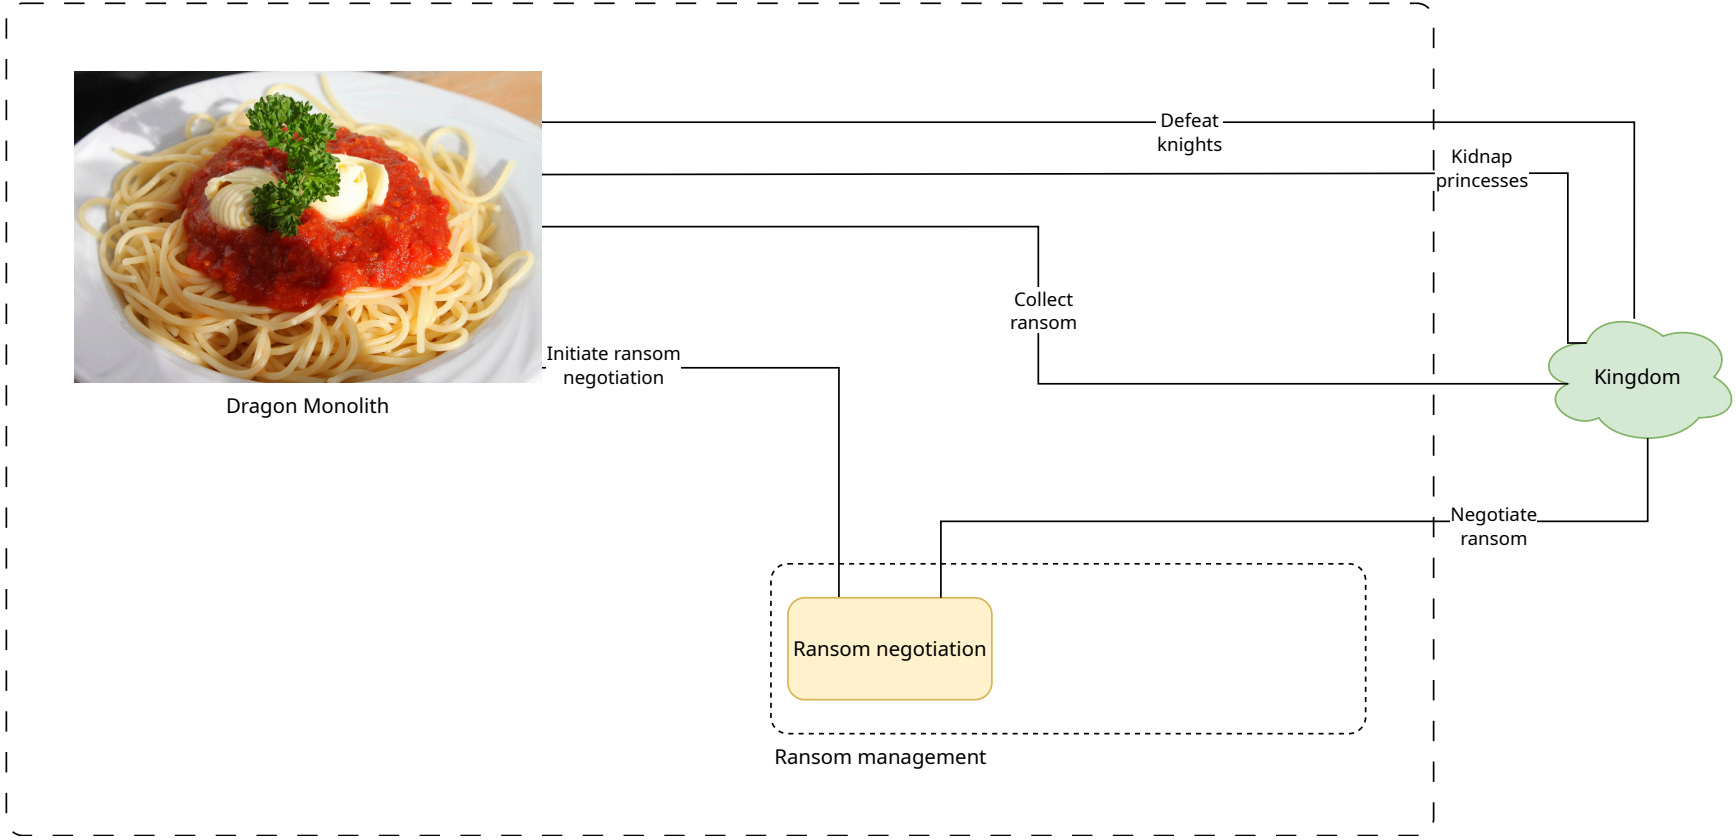 Defeat
knights
Kidnap
princesses
Collect
ransom
Initiate ransom
negotiation
Kingdom
Dragon Monolith
Negotiate
ransom
Ransom negotiation
Ransom management